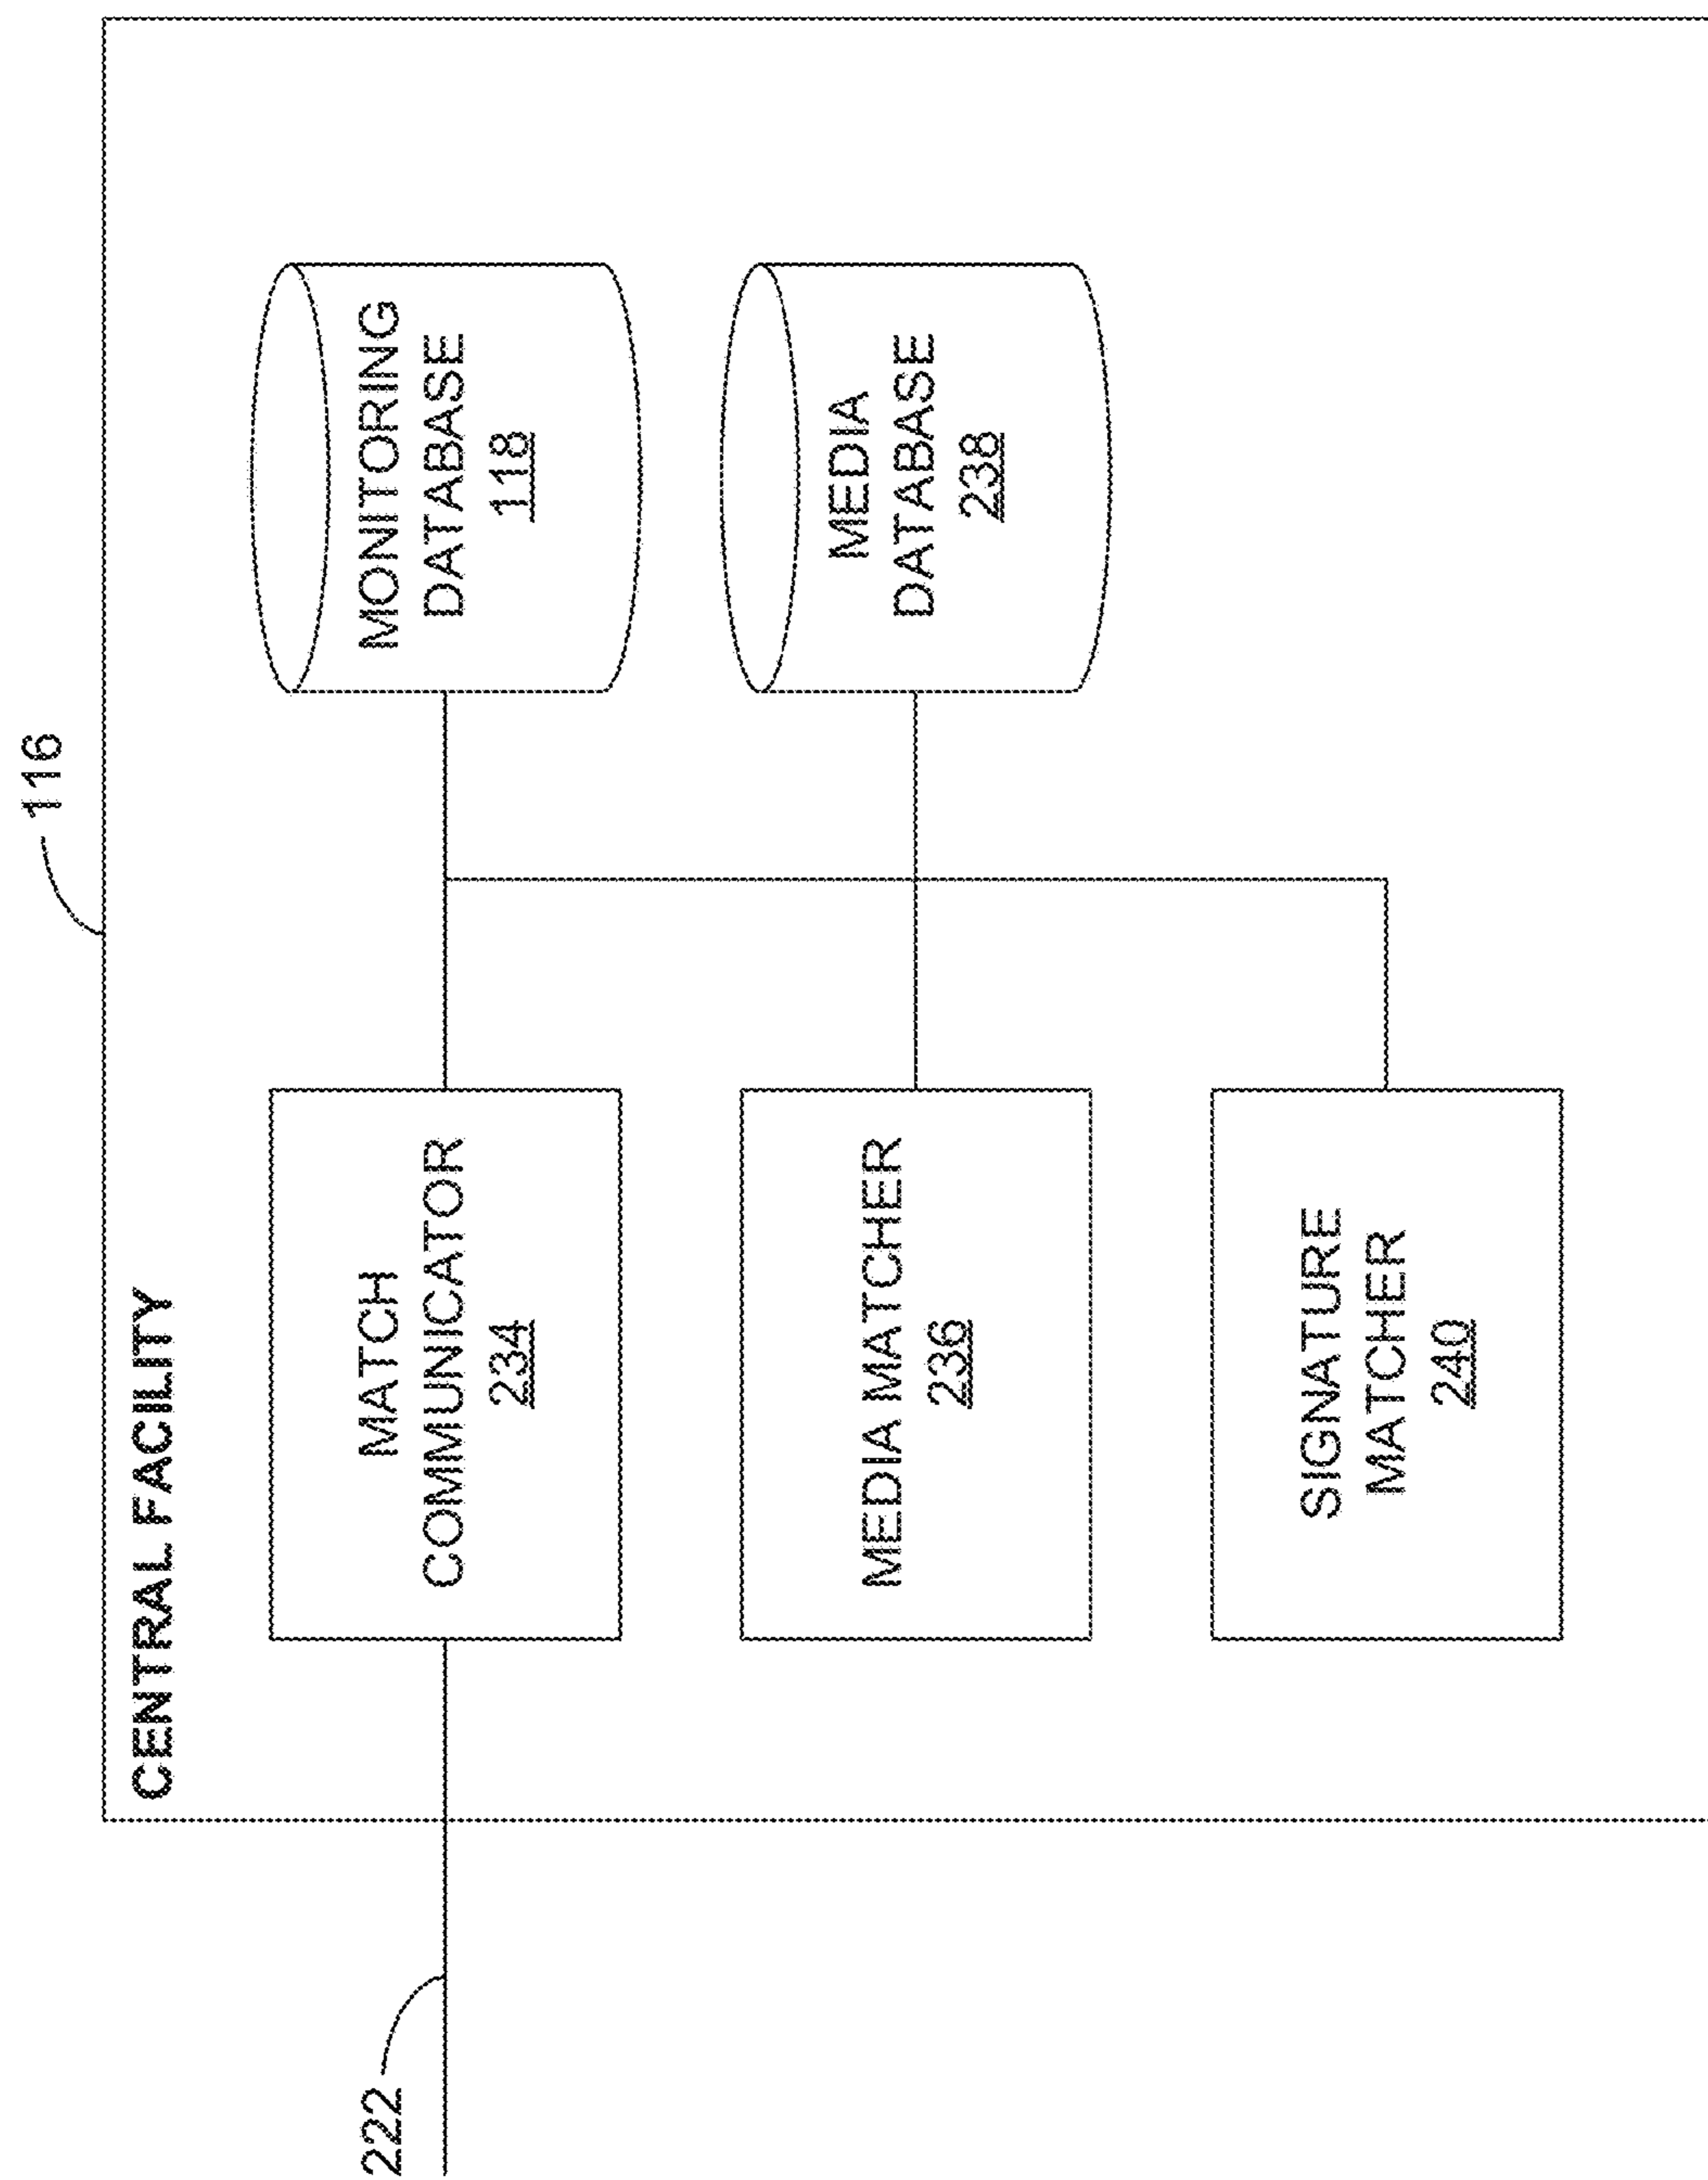 116
CENTRAL FACILITY
222
MATCH
COMMUNICATOR
234
MONITORING
DATABASE
118
MEDIA MATCHER
236
MEDIA
DATABASE
238
SIGNATURE
MATCHER
240